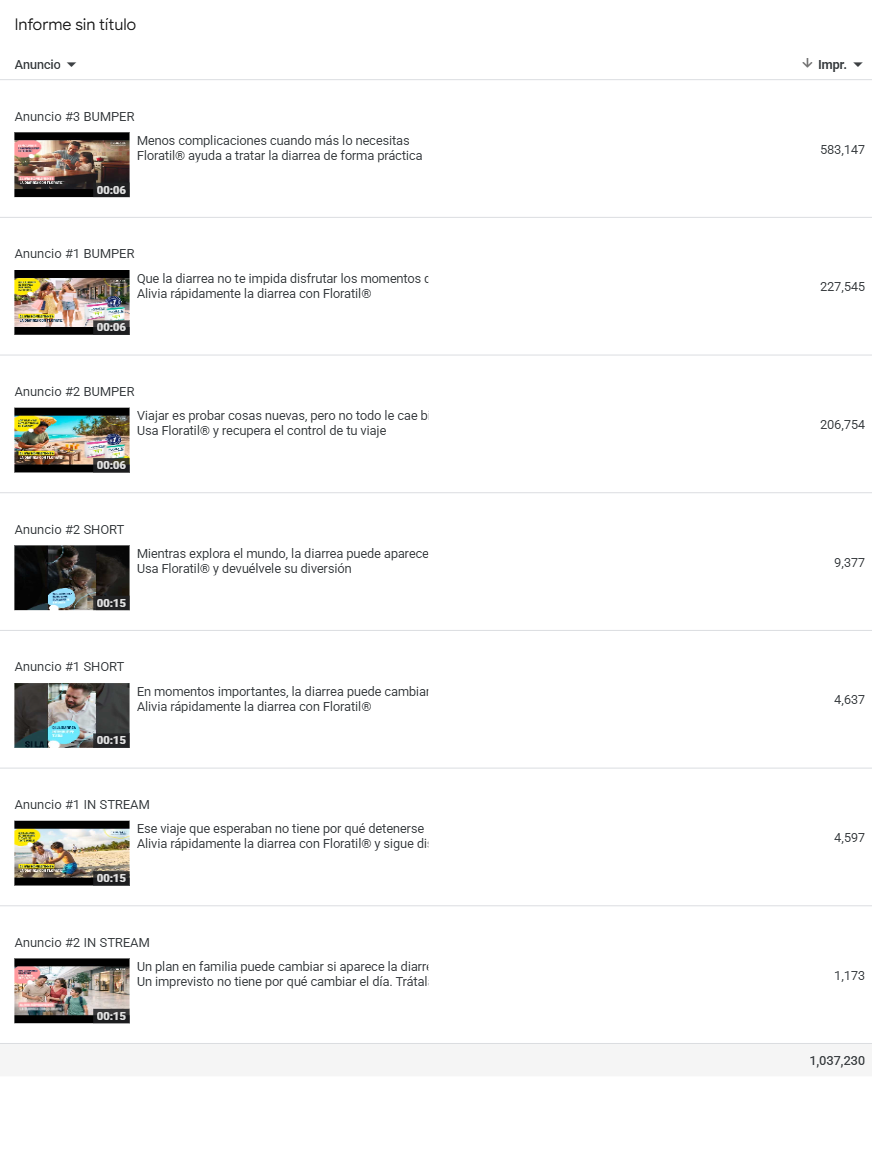 Informe sin título
Anuncio
Impr.
Anuncio #3 BUMPER
Menos complicaciones cuando más lo necesitas
Floratil® ayuda a tratar la diarrea de forma práctica
00:06
583,147
Anuncio #1 BUMPER
Que la diarrea no te impida disfrutar los momentos
Alivia rápidamente la diarrea con Floratil®
00:06
227,545
Anuncio #2 BUMPER
Viajar es probar cosas nuevas, pero no todo le cae bi
Usa Floratil® y recupera el control de tu viaje
00:06
206,754
Anuncio #2 SHORT
Mientras explora el mundo, la diarrea puede aparece
Usa Floratil® y devuélvele su diversión
00:15
9,377
Anuncio #1 SHORT
En momentos importantes, la diarrea puede cambiar
Alivia rápidamente la diarrea con Floratil®
00:15
4,637
Anuncio #1 IN STREAM
Ese viaje que esperaban no tiene por qué detenerse
Alivia rápidamente la diarrea con Floratil® y sigue dis
00:15
4,597
Anuncio #2 IN STREAM
Un plan en familia puede cambiar si aparece la diarre
Un imprevisto no tiene por qué cambiar el día. Trátal
00:15
1,173
1,037,230